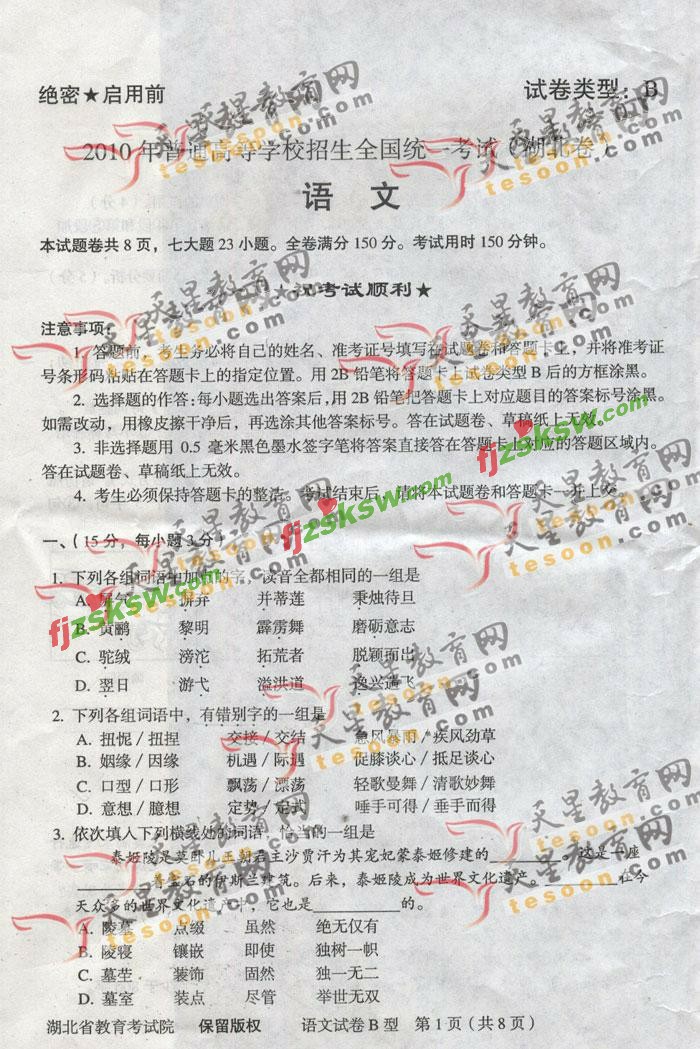 绝密★启用前
试卷类型：B
2010年普通高等学校招生全国统一考试（湖北卷）
语 文
本试题卷共8页，七大题23小题。全卷满分150分。考试用时150分钟。
★祝考试顺利★
注意事项：
1. 答题前，考生务必将自己的姓名、准考证号填写在试题卷和答题卡上，并将准考证
号条形码粘贴在答题卡上的指定位置。用2B铅笔将答题卡上试卷类型B后的方框涂黑。
2. 选择题的作答：每小题选出答案后，用2B铅笔把答题卡上对应题目的答案标号涂黑。
如需改动，用橡皮擦干净后，再选涂其他答案标号。答在试题卷、草稿纸上无效。
3. 非选择题用0.5毫米黑色墨水签字笔将答案直接答在答题卡上对应的答题区域内。
答在试题卷、草稿纸上无效。
4. 考生必须保持答题卡的整洁。考试结束后，请将本试题卷和答题卡一并上交。
一、（15分，每小题3分）
1. 下列各组词语中加点的字，读音全都相同的一组是
A. 屏气 拼弃 并蒂莲 秉烛待旦
B. 黄鹂 黎明 霹雳舞 磨砺意志
C. 驼绒 滂沱 拓荒者 脱颖而出
D. 翌日 游弋 溢洪道 逸兴遄飞
2. 下列各组词语中，有错别字的一组是
A. 扭怩/扭捏 交接/交结 急风暴雨/疾风劲草
B. 姻缘/因缘 机遇/际遇 促膝谈心/抵足谈心
C. 口型/口形 飘荡/漂荡 轻歌曼舞/清歌妙舞
D. 意想/臆想 定势/定式 唾手可得/垂手而得
3. 依次填入下列横线处的词语，恰当的一组是
泰姬陵是莫卧儿王朝君主沙贾汗为其宠妃蒙泰姬修建的________。这是一座
________着宝石的伊斯兰建筑。后来，泰姬陵成为世界文化遗产。________在今
天众多的世界文化遗产中，它也是________的。
A. 陵墓 点缀 虽然 绝无仅有
B. 陵寝 镶嵌 即使 独树一帜
C. 墓茔 装饰 固然 独一无二
D. 墓室 装点 尽管 举世无双
湖北省教育考试院 保留版权 语文试卷B型 第1页（共8页）
天星教育网
tesoon.com
fjzsksw.com